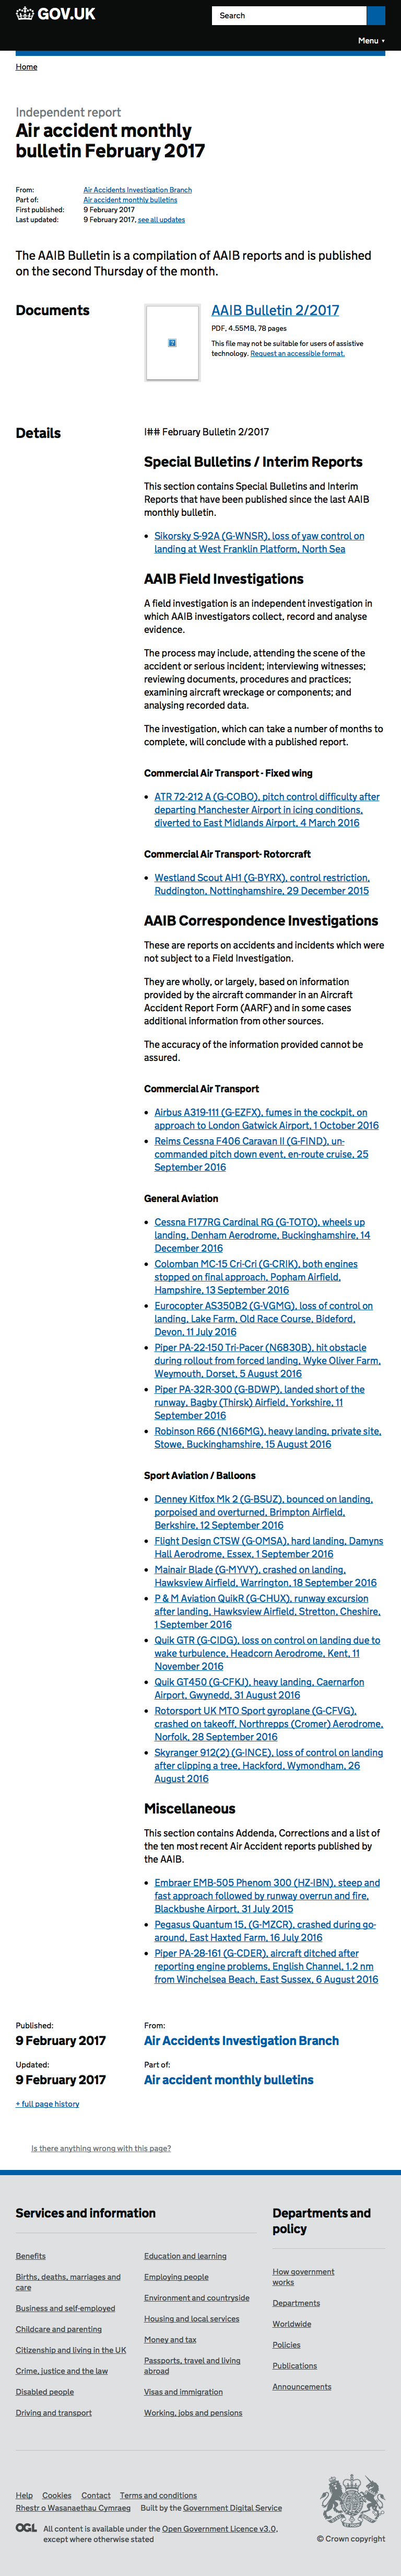 GOV.UK
Search
Menu ▾
Home
Independent report
Air accident monthly
bulletin February 2017
From: Air Accidents Investigation Branch
Part of: Air accident monthly bulletins
First published: 9 February 2017
Last updated: 9 February 2017, see all updates
The AAIB Bulletin is a compilation of AAIB reports and is published
on the second Thursday of the month.
Documents
AAIB Bulletin 2/2017
PDF, 4.55MB, 78 pages
This file may not be suitable for users of assistive
technology. Request an accessible format.
Details
I## February Bulletin 2/2017
Special Bulletins / Interim Reports
This section contains Special Bulletins and Interim
Reports that have been published since the last AAIB
monthly bulletin.
• Sikorsky S-92A (G-WNSR), loss of yaw control on
landing at West Franklin Platform, North Sea
AAIB Field Investigations
A field investigation is an independent investigation in
which AAIB investigators collect, record and analyse
evidence.
The process may include, attending the scene of the
accident or serious incident; interviewing witnesses;
reviewing documents, procedures and practices;
examining aircraft wreckage or components; and
analysing recorded data.
The investigation, which can take a number of months to
complete, will conclude with a published report.
Commercial Air Transport - Fixed wing
• ATR 72-212 A (G-COBO), pitch control difficulty after
departing Manchester Airport in icing conditions,
diverted to East Midlands Airport, 4 March 2016
Commercial Air Transport- Rotorcraft
• Westland Scout AH1 (G-BYRX), control restriction,
Ruddington, Nottinghamshire, 29 December 2015
AAIB Correspondence Investigations
These are reports on accidents and incidents which were
not subject to a Field Investigation.
They are wholly, or largely, based on information
provided by the aircraft commander in an Aircraft
Accident Report Form (AARF) and in some cases
additional information from other sources.
The accuracy of the information provided cannot be
assured.
Commercial Air Transport
• Airbus A319-111 (G-EZFX), fumes in the cockpit, on
approach to London Gatwick Airport, 1 October 2016
• Reims Cessna F406 Caravan II (G-FIND), un-
commanded pitch down event, en-route cruise, 25
September 2016
General Aviation
• Cessna F177RG Cardinal RG (G-TOTO), wheels up
landing, Denham Aerodrome, Buckinghamshire, 14
December 2016
• Colomban MC-15 Cri-Cri (G-CRIK), both engines
stopped on final approach, Popham Airfield,
Hampshire, 13 September 2016
• Eurocopter AS350B2 (G-VGMG), loss of control on
landing, Lake Farm, Old Race Course, Bideford,
Devon, 11 July 2016
• Piper PA-22-150 Tri-Pacer (N6830B), hit obstacle
during rollout from forced landing, Wyke Oliver Farm,
Weymouth, Dorset, 5 August 2016
• Piper PA-32R-300 (G-BDWP), landed short of the
runway, Bagby (Thirsk) Airfield, Yorkshire, 11
September 2016
• Robinson R66 (N166MG), heavy landing, private site,
Stowe, Buckinghamshire, 15 August 2016
Sport Aviation / Balloons
• Denney Kitfox Mk 2 (G-BSUZ), bounced on landing,
porpoised and overturned, Brimpton Airfield,
Berkshire, 12 September 2016
• Flight Design CTSW (G-OMSA), hard landing, Damyns
Hall Aerodrome, Essex, 1 September 2016
• Mainair Blade (G-MYVY), crashed on landing,
Hawksview Airfield, Warrington, 18 September 2016
• P & M Aviation QuikR (G-CHUX), runway excursion
after landing, Hawksview Airfield, Stretton, Cheshire,
1 September 2016
• Quik GTR (G-CIDG), loss on control on landing due to
wake turbulence, Headcorn Aerodrome, Kent, 11
November 2016
• Quik GT450 (G-CFKJ), heavy landing, Caernarfon
Airport, Gwynedd, 31 August 2016
• Rotorsport UK MTO Sport gyroplane (G-CFVG),
crashed on takeoff, Northrepps (Cromer) Aerodrome,
Norfolk, 28 September 2016
• Skyranger 912(2) (G-INCE), loss of control on landing
after clipping a tree, Hackford, Wymondham, 26
August 2016
Miscellaneous
This section contains Addenda, Corrections and a list of
the ten most recent Air Accident reports published by
the AAIB.
• Embraer EMB-505 Phenom 300 (HZ-IBN), steep and
fast approach followed by runway overrun and fire,
Blackbushe Airport, 31 July 2015
• Pegasus Quantum 15, (G-MZCR), crashed during go-
around, East Haxted Farm, 16 July 2016
• Piper PA-28-161 (G-CDER), aircraft ditched after
reporting engine problems, English Channel, 1.2 nm
from Winchelsea Beach, East Sussex, 6 August 2016
Published: From:
9 February 2017 Air Accidents Investigation Branch
Updated: Part of:
9 February 2017 Air accident monthly bulletins
+ full page history
Is there anything wrong with this page?
Services and information
Benefits
Births, deaths, marriages and
care
Business and self-employed
Childcare and parenting
Citizenship and living in the UK
Crime, justice and the law
Disabled people
Driving and transport
Education and learning
Employing people
Environment and countryside
Housing and local services
Money and tax
Passports, travel and living
abroad
Visas and immigration
Working, jobs and pensions
Departments and
policy
How government
works
Departments
Worldwide
Policies
Publications
Announcements
Help Cookies Contact Terms and conditions
Rhestr o Wasanaethau Cymraeg Built by the Government Digital Service
OGL All content is available under the Open Government Licence v3.0,
except where otherwise stated
© Crown copyright